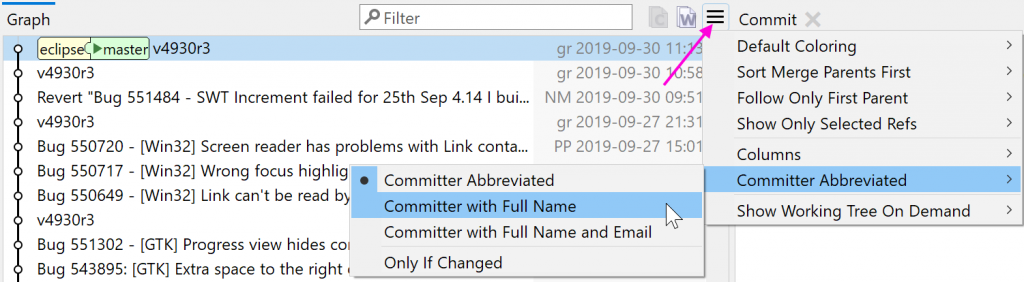 Graph
Filter
C
W
Commit
eclipse master v4930r3 gr 2019-09-30 11:13
v4930r3 gr 2019-09-30 10:58
Revert "Bug 551484 - SWT Increment failed for 25th Sep 4.14 I bui... NM 2019-09-30 09:51
v4930r3 gr 2019-09-27 21:31
Bug 550720 - [Win32] Screen reader has problems with Link conta... PP 2019-09-27 15:01
Bug 550717 - [Win32] Wrong focus highlig
Bug 550649 - [Win32] Link can't be read by
v4930r3
Bug 551302 - [GTK] Progress view hides co
Bug 543895: [GTK] Extra space to the right
Default Coloring
Sort Merge Parents First
Follow Only First Parent
Show Only Selected Refs
Columns
Committer Abbreviated
Show Working Tree On Demand
Committer Abbreviated
Committer with Full Name
Committer with Full Name and Email
Only If Changed